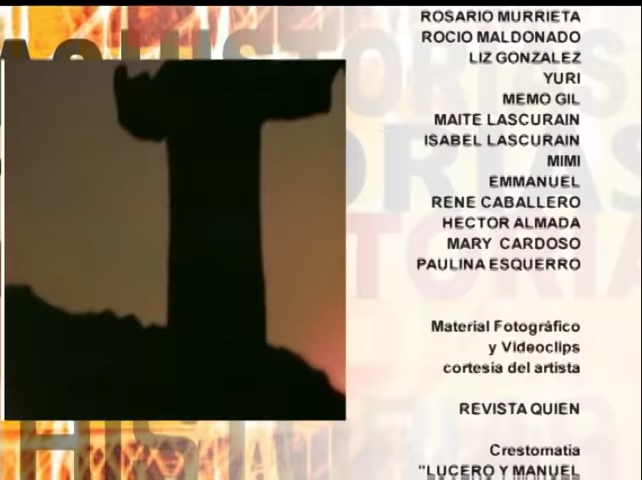 ROSARIO MURRIETA
ROCIO MALDONADO
LIZ GONZALEZ
YURI
MEMO GIL
MAITE LASCURAIN
ISABEL LASCURAIN
MIMI
EMMANUEL
RENE CABALLERO
HECTOR ALMADA
MARY CARDOSO
PAULINA ESQUERRO
Material Fotográfico
y Videoclips
cortesia del artista
REVISTA QUIEN
Crestomatia
"LUCERO Y MANUEL